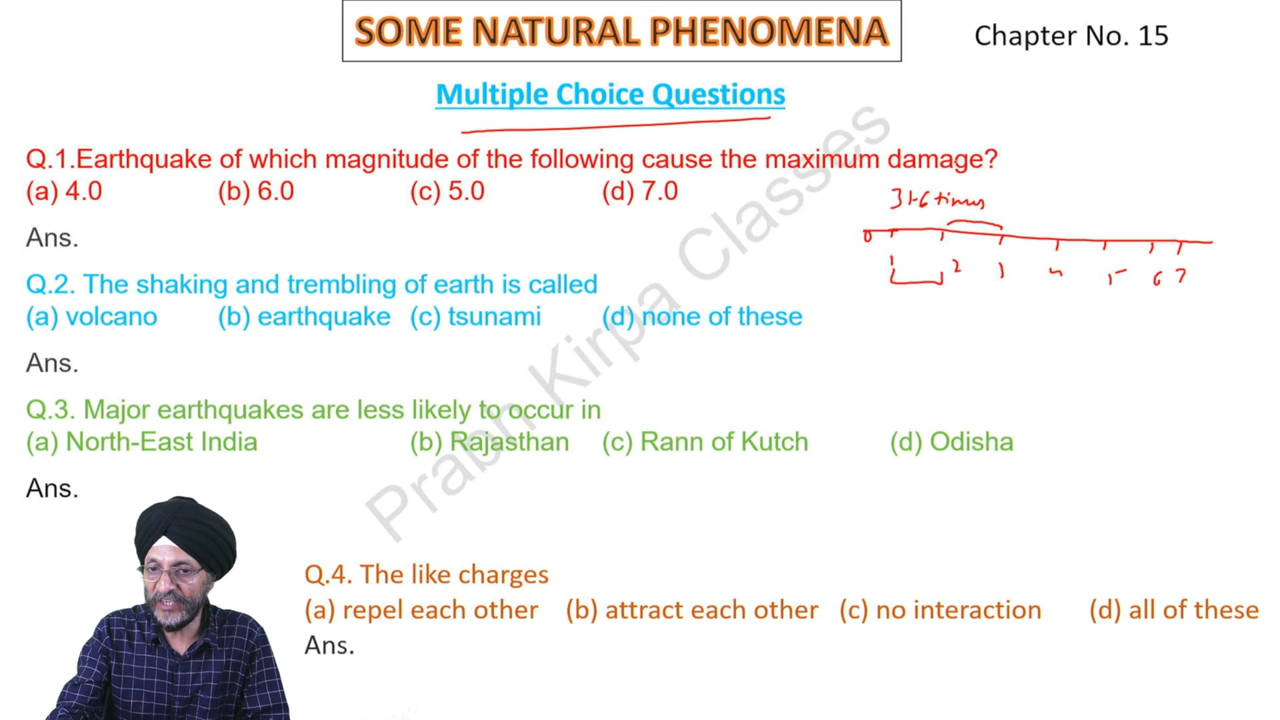 SOME NATURAL PHENOMENA
Chapter No. 15
Multiple Choice Questions
Q.1.Earthquake of which magnitude of the following cause the maximum damage?
(a) 4.0 (b) 6.0 (c) 5.0 (d) 7.0
31.6 times
Ans.
0 1 2 3 4 5 6 7
Q.2. The shaking and trembling of earth is called
(a) volcano (b) earthquake (c) tsunami (d) none of these
Ans.
Q.3. Major earthquakes are less likely to occur in
(a) North-East India (b) Rajasthan (c) Rann of Kutch (d) Odisha
Ans.
Q.4. The like charges
(a) repel each other (b) attract each other (c) no interaction (d) all of these
Ans.
Prabh Kirpa Classes